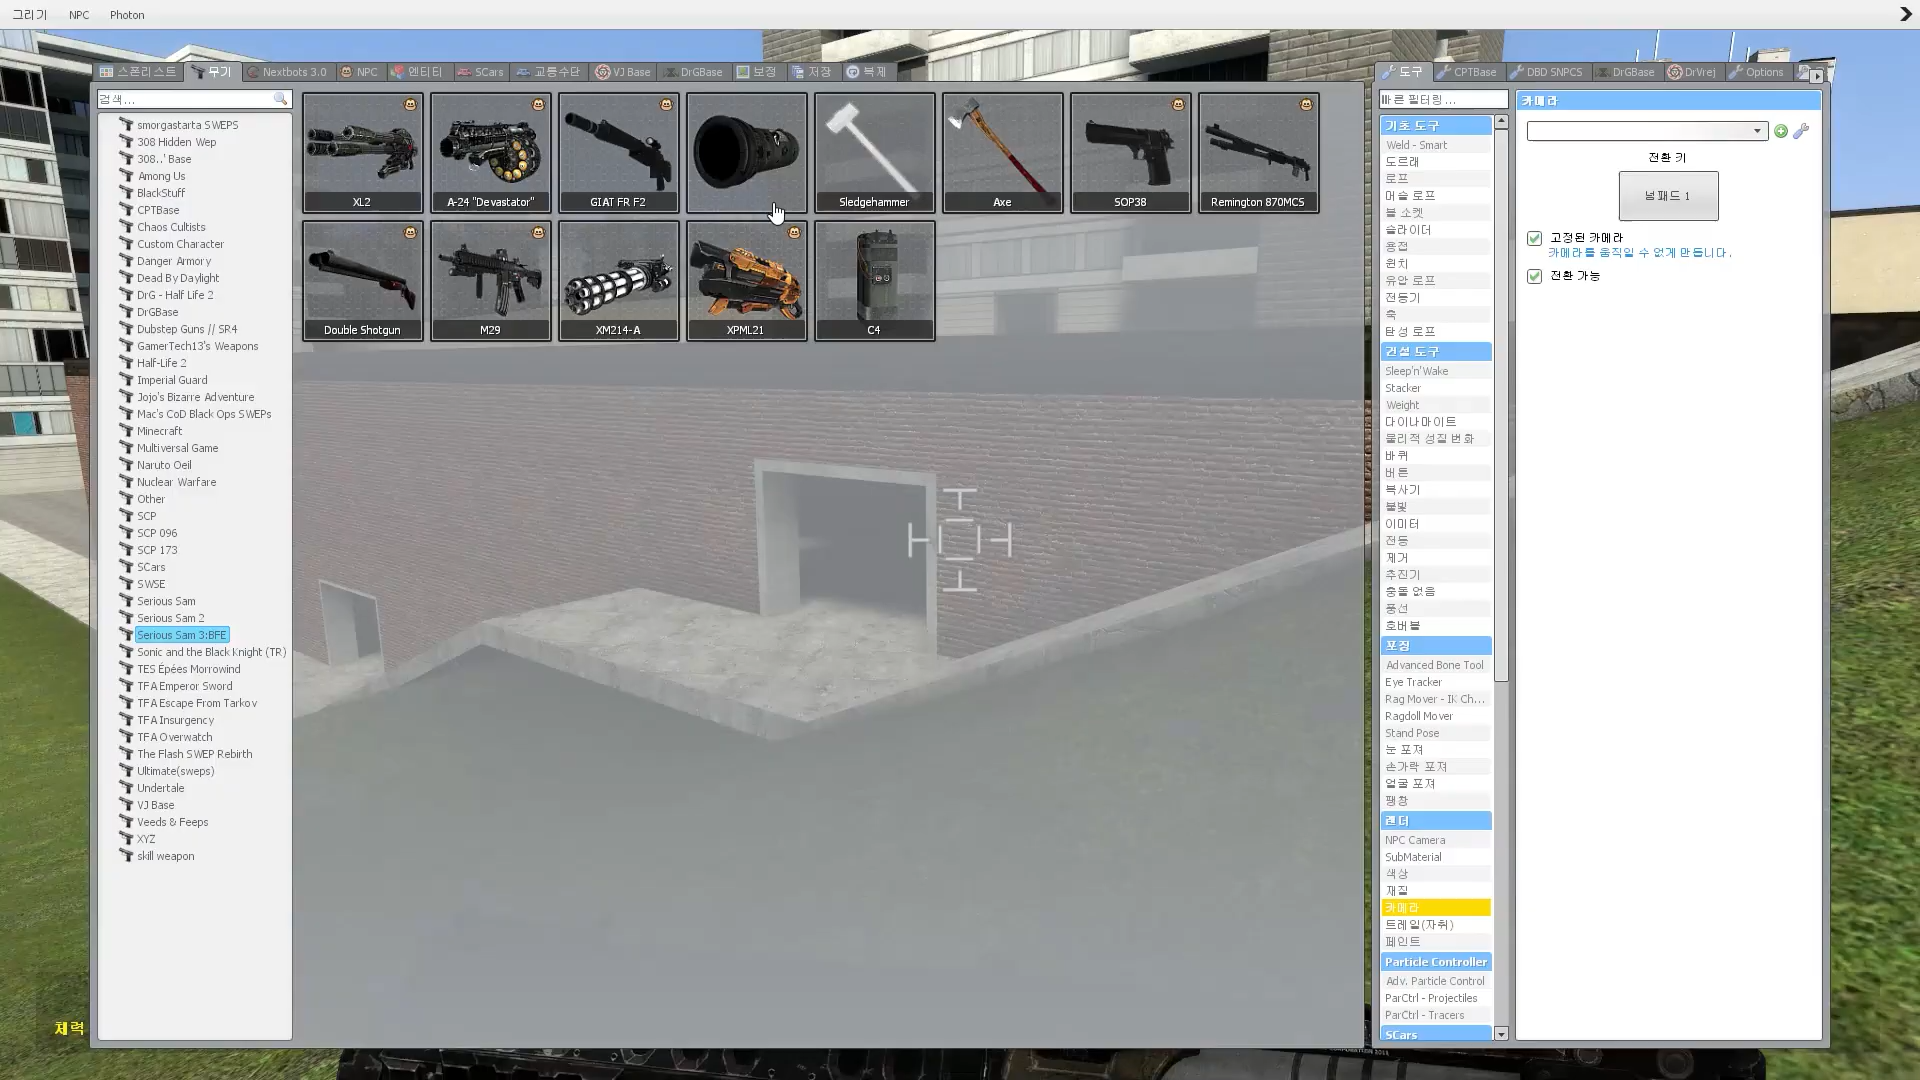 그리기 NPC Photon
스폰리스트 무기 Nextbots 3.0 NPC 엔티티 SCars 교통수단 VJ Base DrGBase 보정 저장 복제
도구 CPTBase DBD SNPCS DrGBase DrVrej Options
검색...
smorgastarta SWEPS
308 Hidden Wep
308..' Base
Among Us
BlackStuff
CPTBase
Chaos Cultists
Custom Character
Danger Armory
Dead By Daylight
DrG - Half Life 2
DrGBase
Dubstep Guns // SR4
GamerTech13's Weapons
Half-Life 2
Imperial Guard
Jojo's Bizarre Adventure
Mac's CoD Black Ops SWEPs
Minecraft
Multiversal Game
Naruto Oeil
Nuclear Warfare
Other
SCP
SCP 096
SCP 173
SCars
SWSE
Serious Sam
Serious Sam 2
Serious Sam 3:BFE
Sonic and the Black Knight (TR)
TES Épées Morrowind
TFA Emperor Sword
TFA Escape From Tarkov
TFA Insurgency
TFA Overwatch
The Flash SWEP Rebirth
Ultimate(sweps)
Undertale
VJ Base
Veeds & Feeps
XYZ
skill weapon
XL2
A-24 "Devastator"
GIAT FR F2
Sledgehammer
Axe
SOP38
Remington 870MCS
Double Shotgun
M29
XM214-A
XPML21
C4
빠른 필터링...
기초 도구
Weld - Smart
도르래
로프
머슬 로프
볼 소켓
슬라이더
용접
윈치
유압 로프
전동기
축
탄성 로프
건설 도구
Sleep'n'Wake
Stacker
Weight
다이나마이트
물리적 성질 변화
바퀴
버튼
복사기
불빛
이미터
전등
제거
추진기
충돌 없음
풍선
호버볼
포징
Advanced Bone Tool
Eye Tracker
Rag Mover - IK Ch...
Ragdoll Mover
Stand Pose
눈 포져
손가락 포져
얼굴 포져
팽창
렌더
NPC Camera
SubMaterial
색상
재질
카메라
트레일(자취)
페인트
Particle Controller
Adv. Particle Control
ParCtrl - Projectiles
ParCtrl - Tracers
SCars
카메라
전환 키
넘패드 1
고정된 카메라
카메라를 움직일 수 없게 만듭니다.
전환 가능
체력